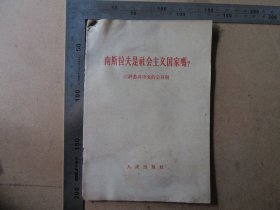 南斯拉夫是社会主义国家吗？
三评苏共中央的公开信
人民出版社